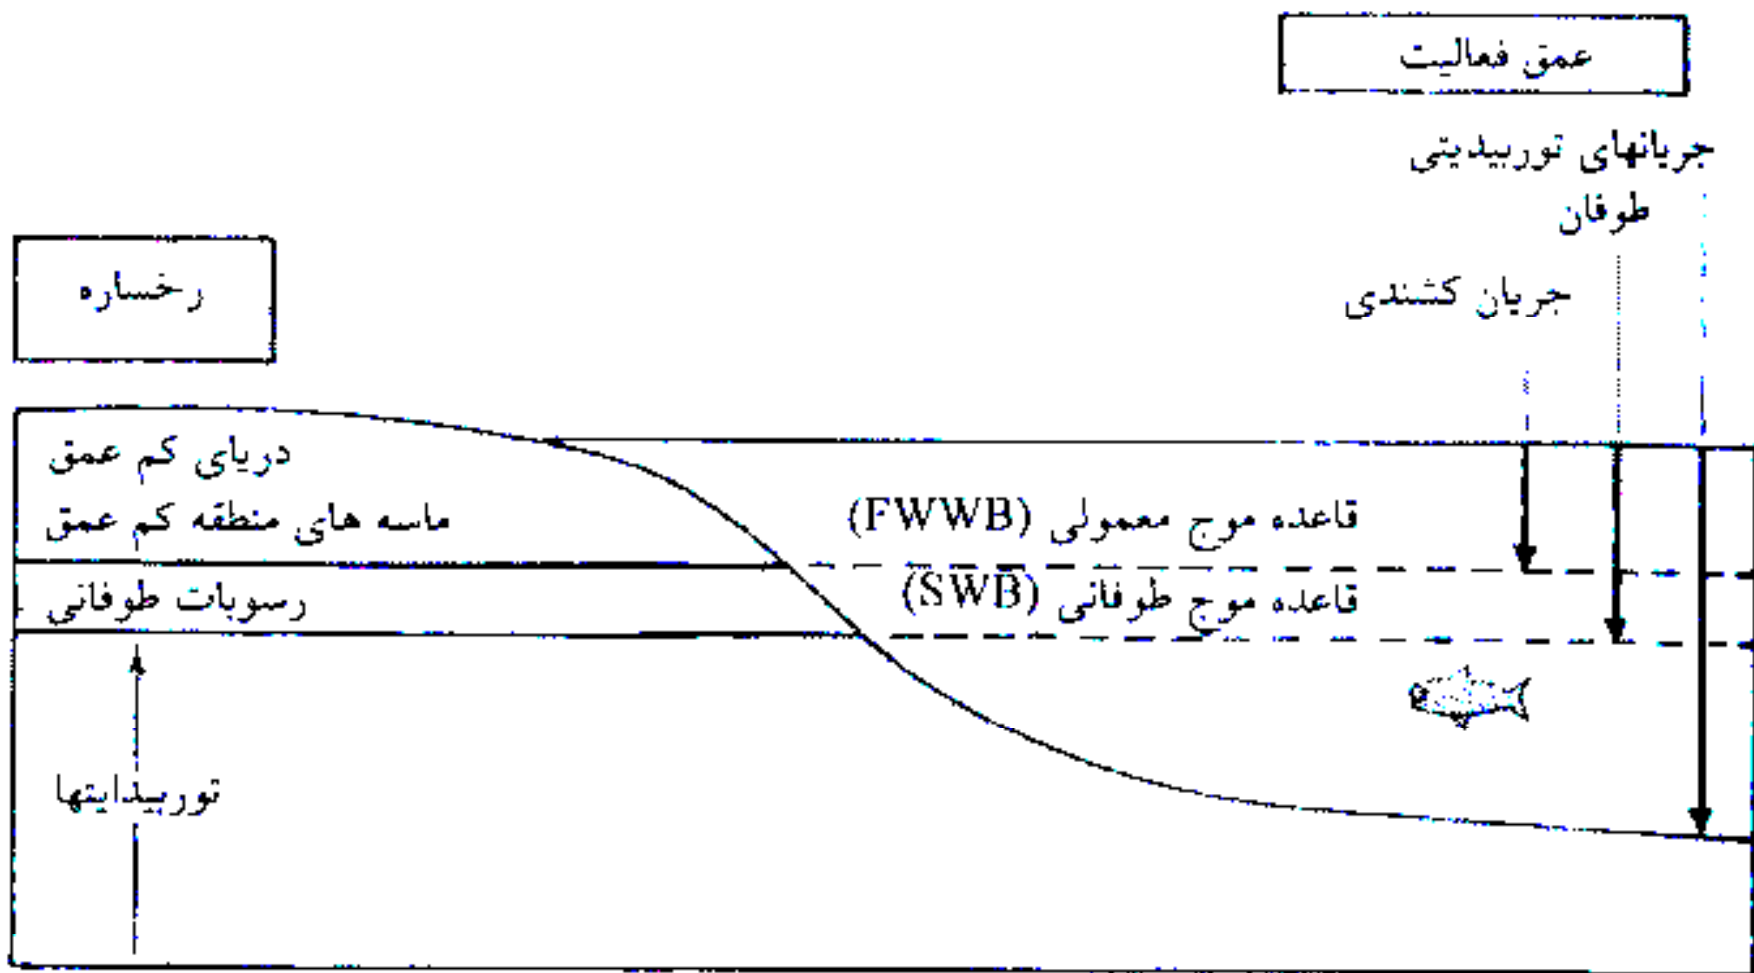 عمق فعالیت
جریانهای توربیدیتی
طوفان
جریان کشندی
رخساره
دریای کم عمق
ماسه های منطقه کم عمق
رسوبات طوفانی
توربیدایتها
قاعده موج معمولی (FWWB)
قاعده موج طوفانی (SWB)